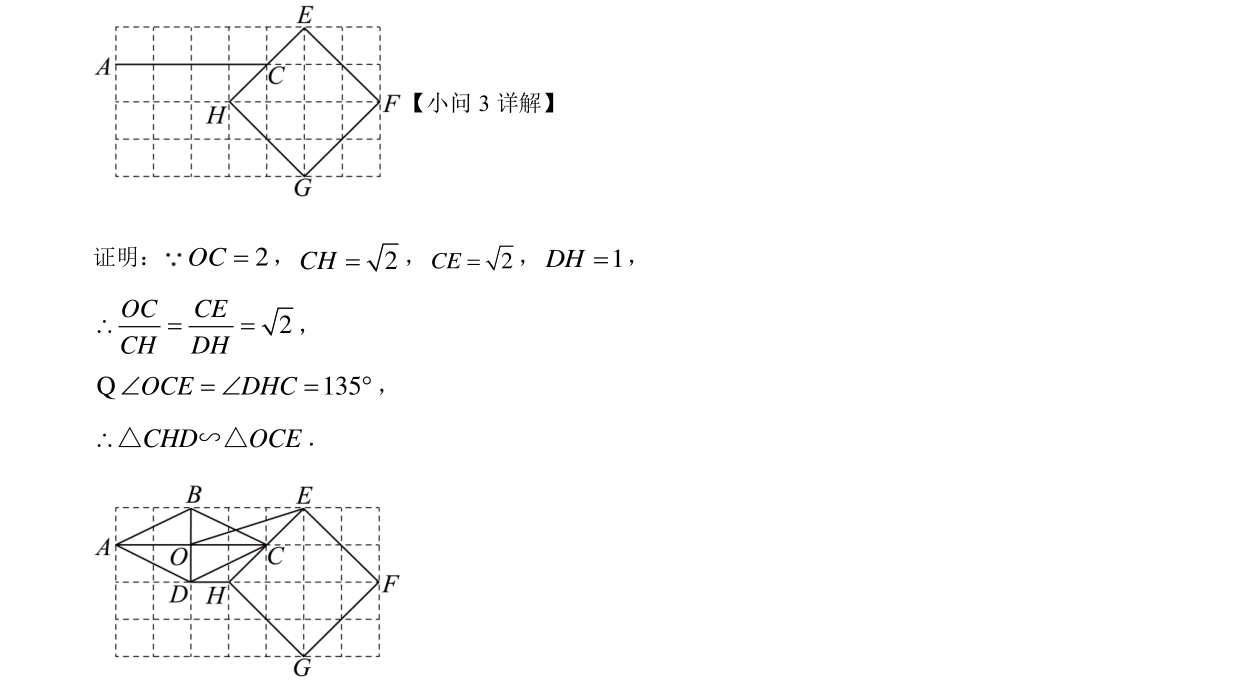 E
A
C
H
F【小问 3 详解】
G
证明：∵OC = 2，CH = √2，CE = √2，DH = 1，
∴OC/CH = CE/DH = √2，
Q ∠OCE = ∠DHC = 135°，
∴△CHD∽△OCE．
B E
A O C
D H F
G